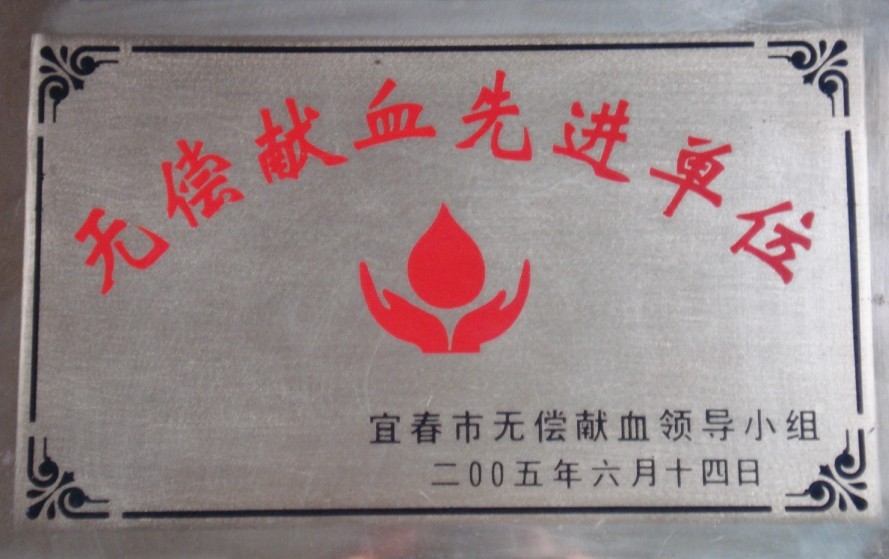 无偿献血先进单位
宜春市无偿献血领导小组
二00五年六月十四日